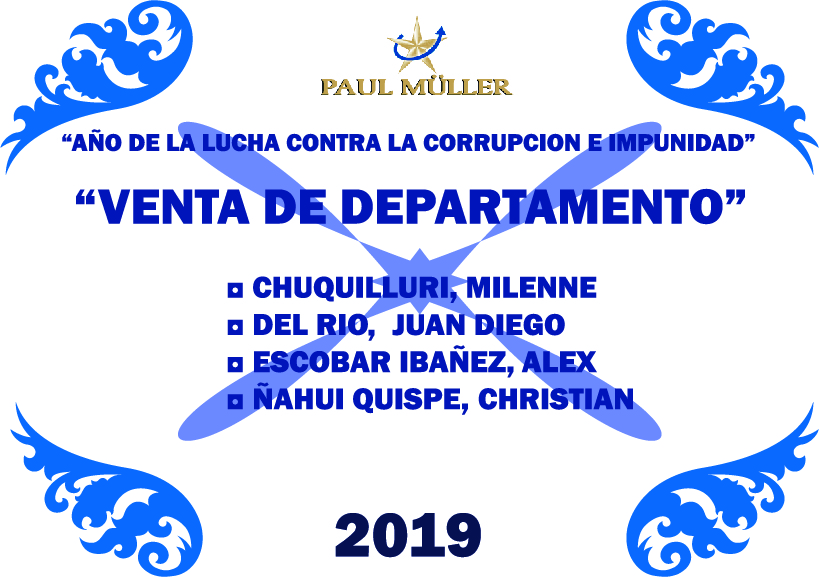 PAUL MÜLLER
“AÑO DE LA LUCHA CONTRA LA CORRUPCION E IMPUNIDAD”
“VENTA DE DEPARTAMENTO”
◘ CHUQUILLURI, MILENNE
◘ DEL RIO, JUAN DIEGO
◘ ESCOBAR IBAÑEZ, ALEX
◘ ÑAHUI QUISPE, CHRISTIAN
2019